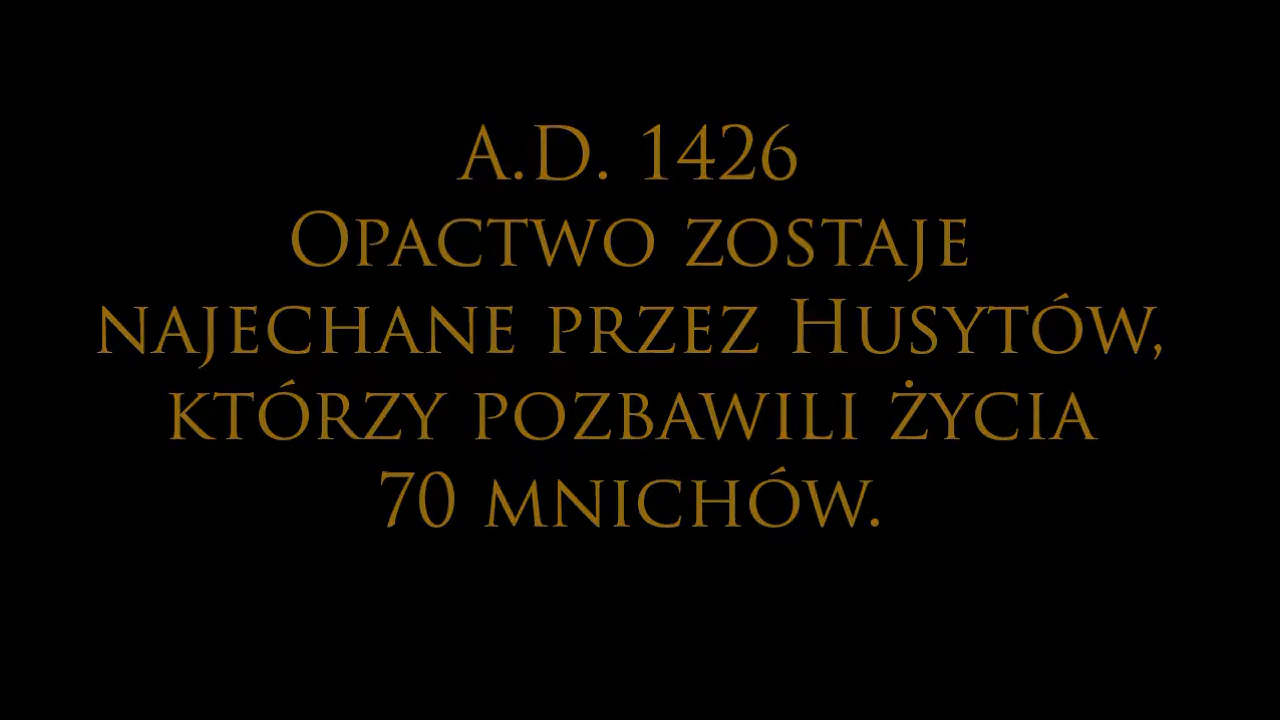 A.D. 1426
Opactwo zostaje
najechane przez Husytów,
którzy pozbawili życia
70 mnichów.